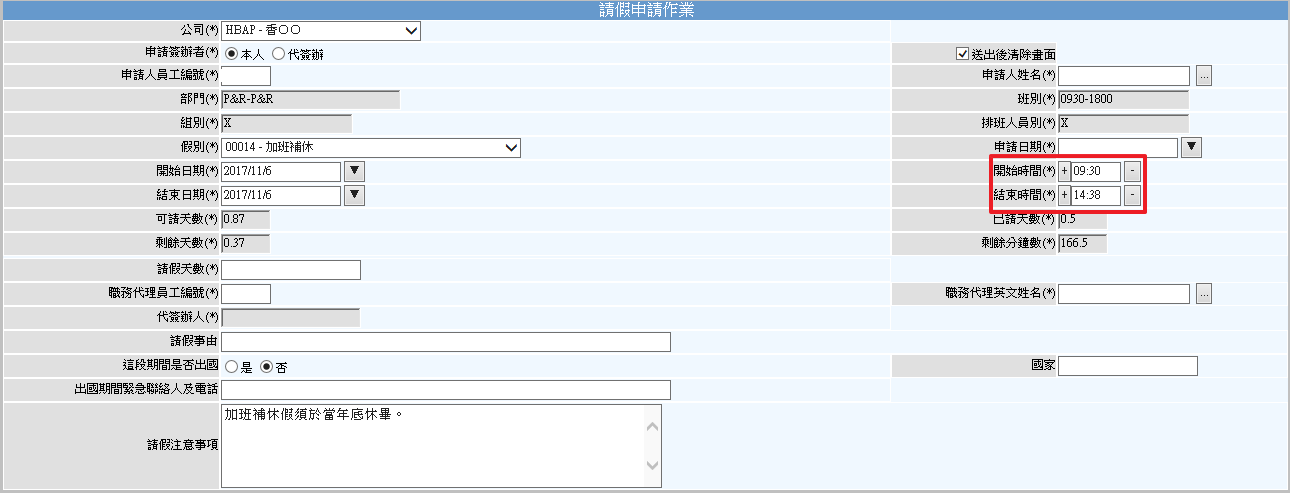 請假申請作業
公司(*) HBAP - 香〇〇
申請簽辦者(*) 本人 代簽辦 送出後清除畫面
申請人員工編號(*) 申請人姓名(*) ...
部門(*) P&R-P&R 班別(*) 0930-1800
組別(*) X 排班人員別(*) X
假別(*) 00014 - 加班補休 申請日期(*) ▼
開始日期(*) 2017/11/6 ▼ 開始時間(*) + 09:30 -
結束日期(*) 2017/11/6 ▼ 結束時間(*) + 14:38 -
可請天數(*) 0.87 已請天數(*) 0.5
剩餘天數(*) 0.37 剩餘分鐘數(*) 166.5
請假天數(*)
職務代理員工編號(*) 職務代理英文姓名(*) ...
代簽辦人(*)
請假事由
這段期間是否出國 是 否 國家
出國期間緊急聯絡人及電話
請假注意事項 加班補休假須於當年底休畢。